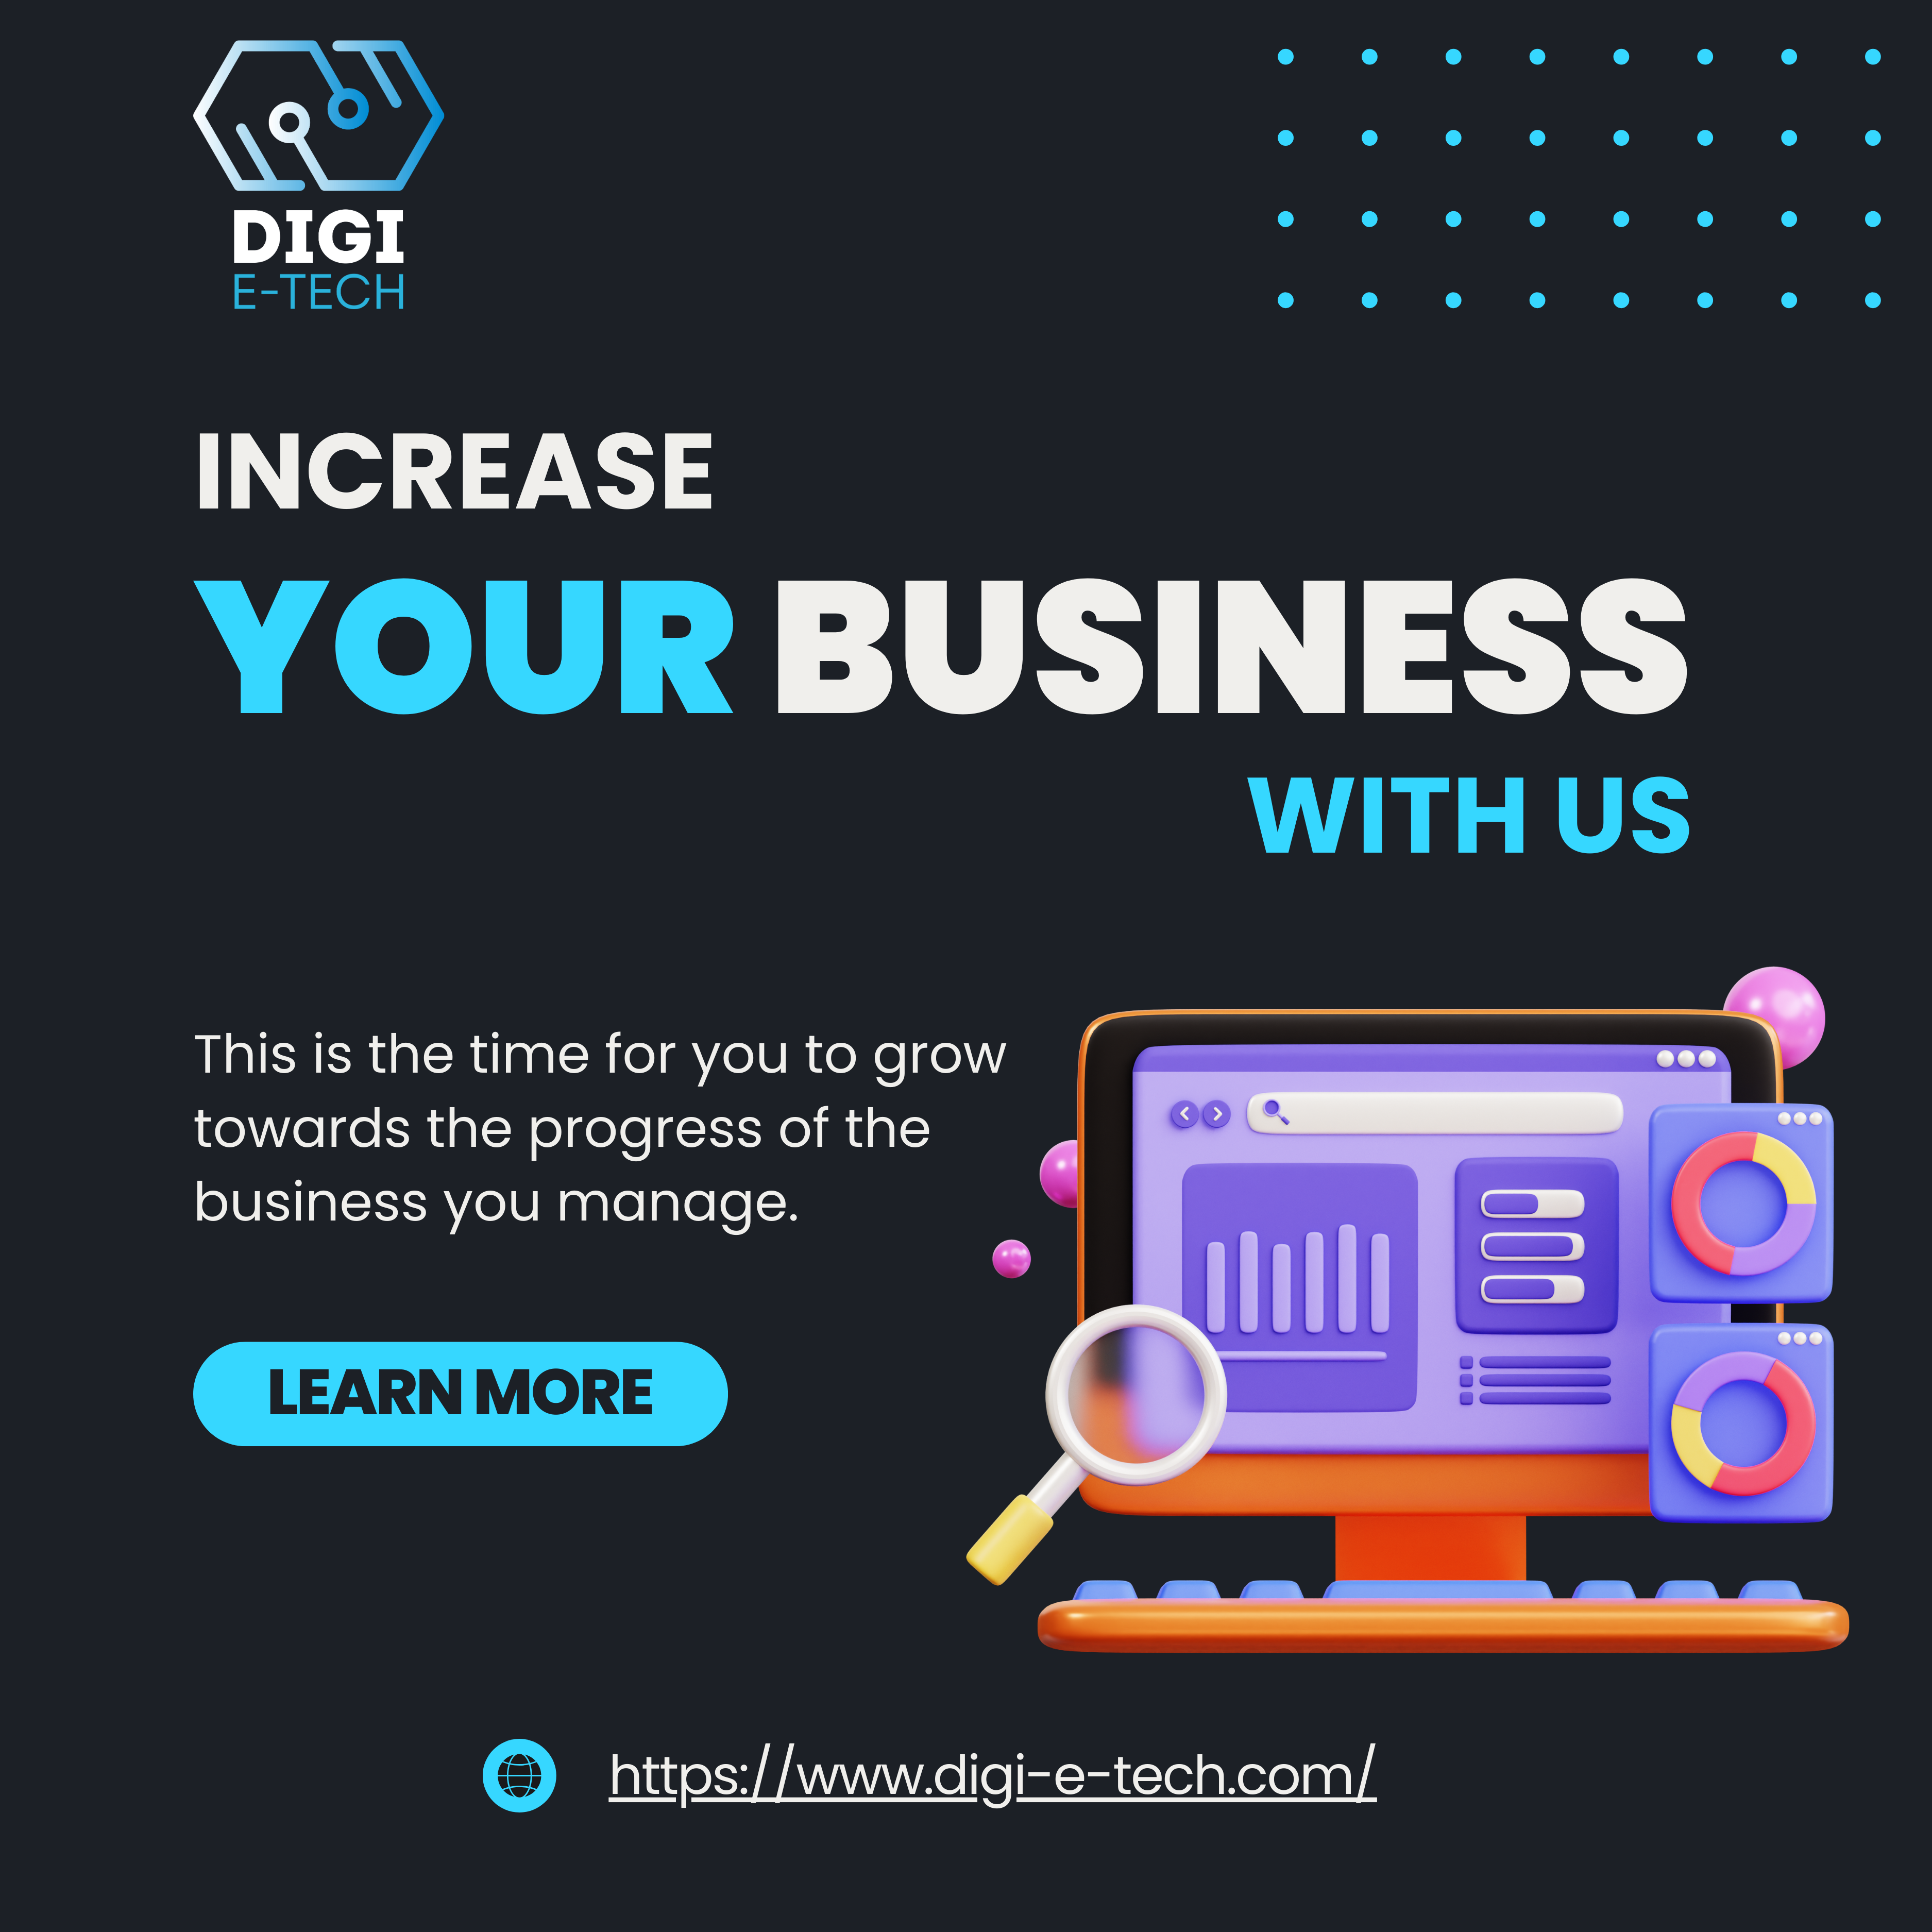 DIGI
E-TECH
INCREASE
YOUR BUSINESS
WITH US
This is the time for you to grow
towards the progress of the
business you manage.
LEARN MORE
https://www.digi-e-tech.com/